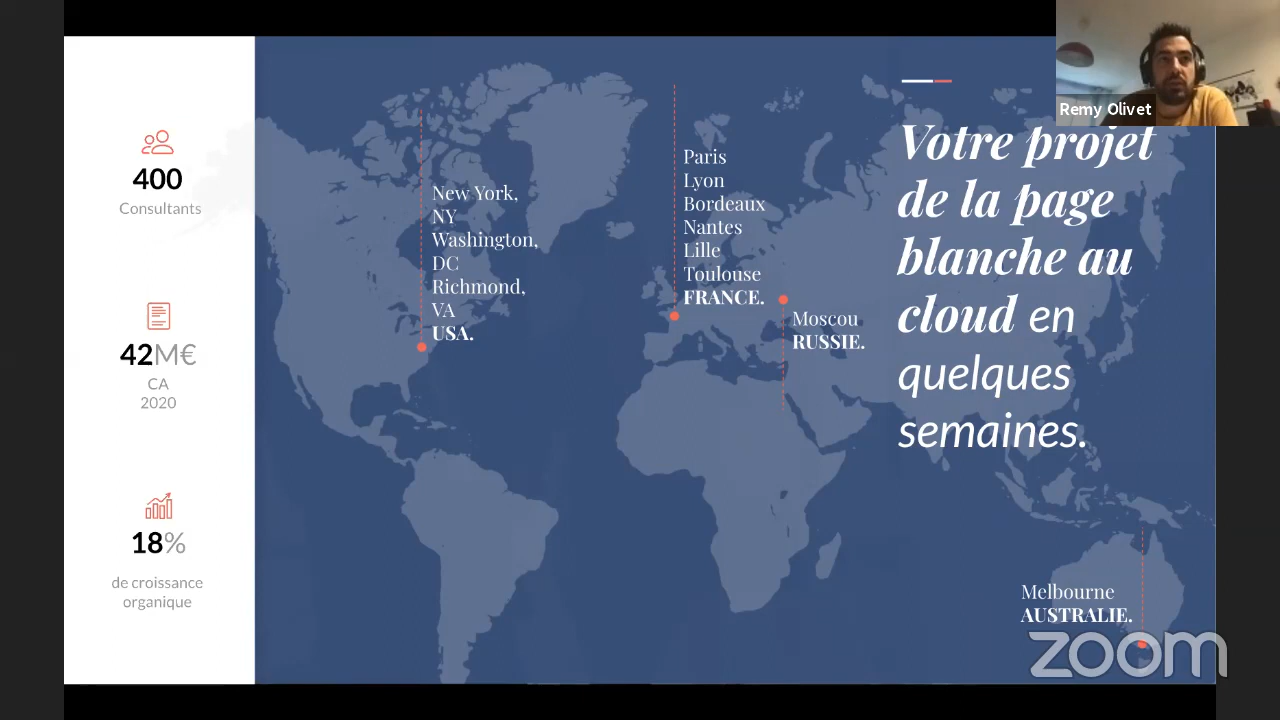 400
Consultants
42M€
CA
2020
18%
de croissance
organique
New York,
NY
Washington,
DC
Richmond,
VA
USA.
Paris
Lyon
Bordeaux
Nantes
Lille
Toulouse
FRANCE.
Moscou
RUSSIE.
Votre projet
de la page
blanche au
cloud en
quelques
semaines.
Melbourne
AUSTRALIE.
Remy Olivet
zoom